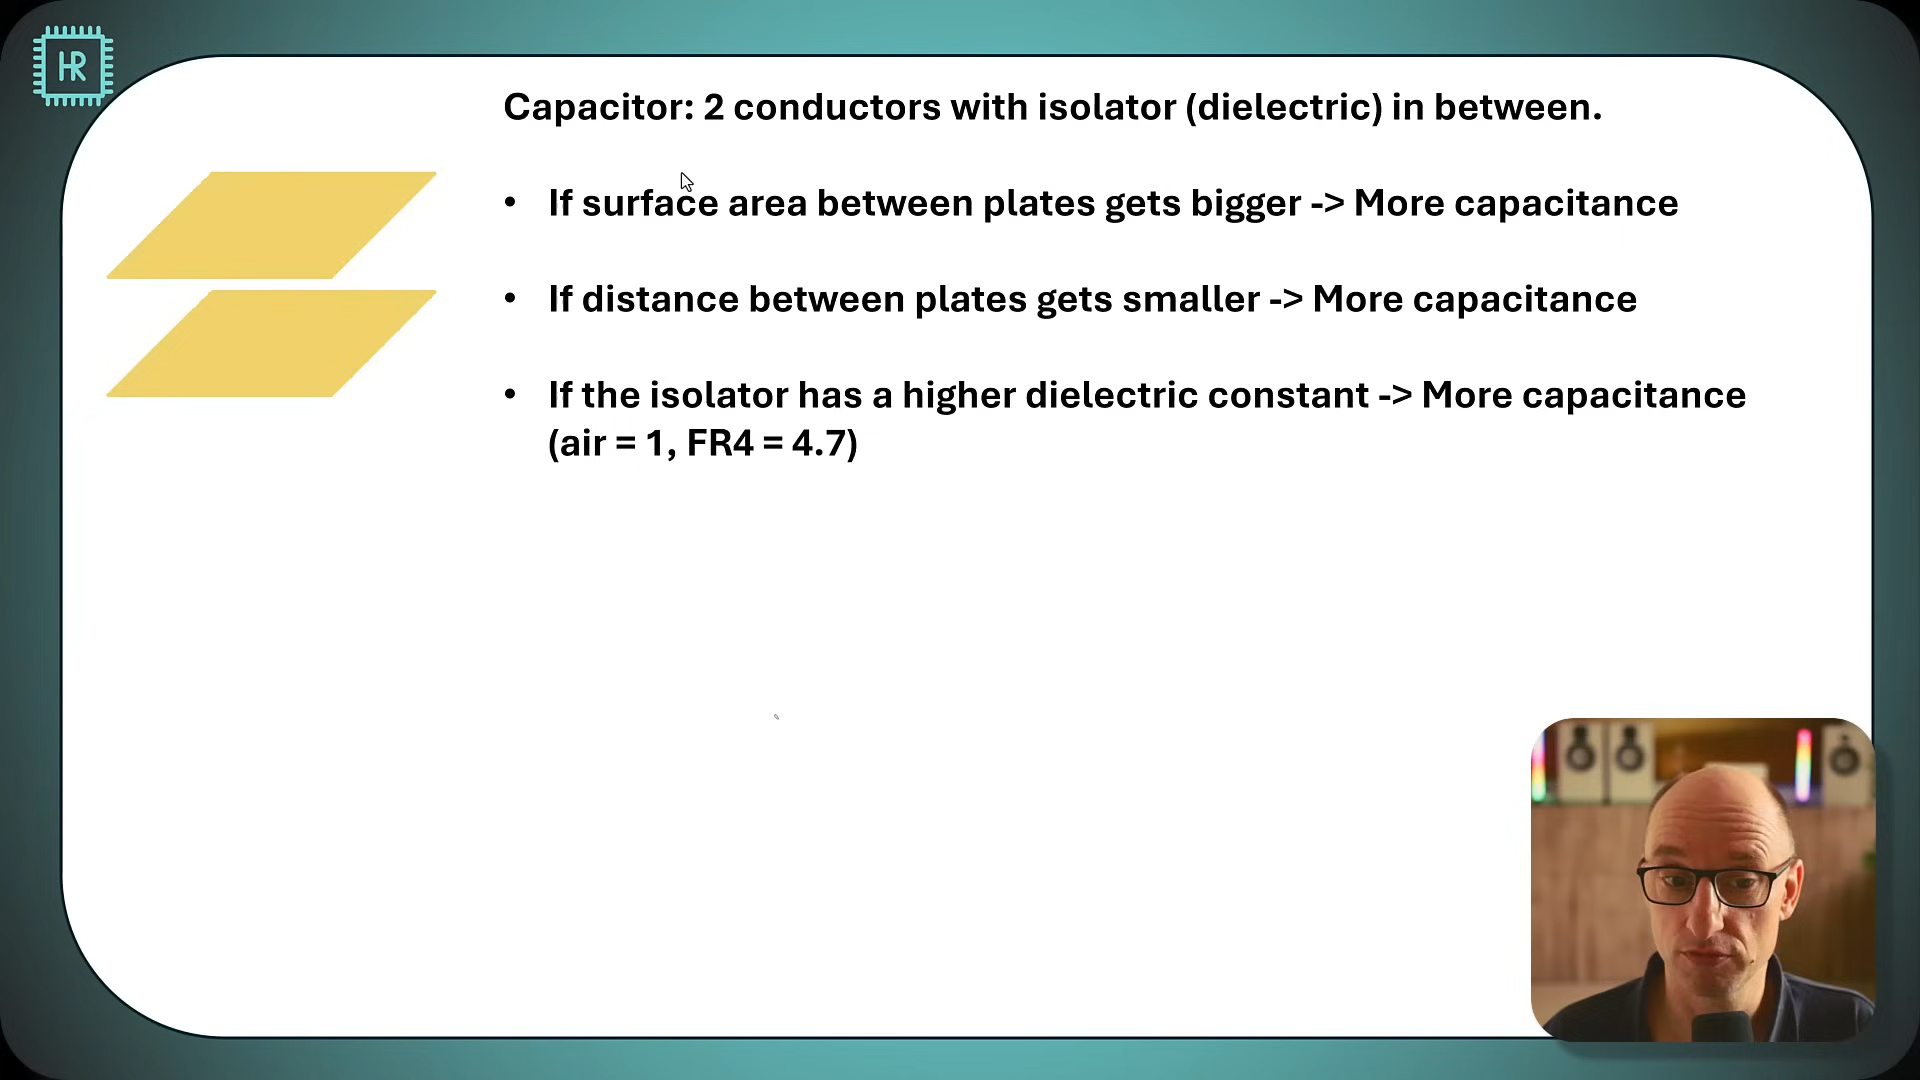 HR
Capacitor: 2 conductors with isolator (dielectric) in between.
• If surface area between plates gets bigger -> More capacitance
• If distance between plates gets smaller -> More capacitance
• If the isolator has a higher dielectric constant -> More capacitance
(air = 1, FR4 = 4.7)